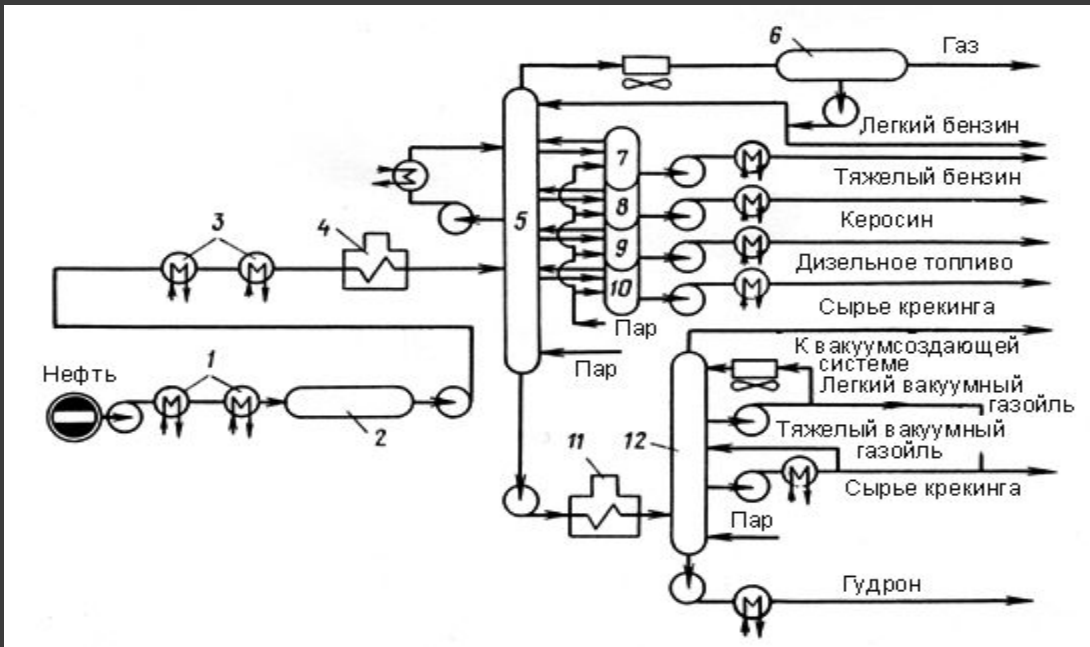 6
Газ
Легкий бензин
7
Тяжелый бензин
3
4
5
8
Керосин
9
Дизельное топливо
10
Сырье крекинга
Пар
Пар
К вакуумсоздающей
системе
Нефть
1
2
Легкий вакуумный
газойль
11
12
Тяжелый вакуумный
газойль
Сырье крекинга
Пар
Гудрон